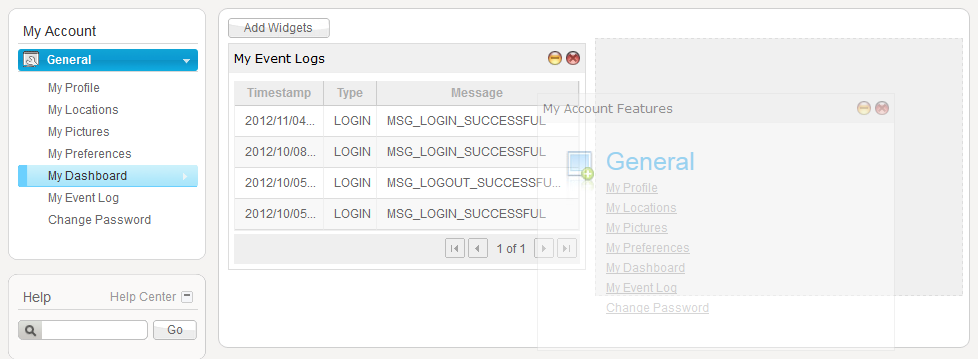 My Account
General
My Profile
My Locations
My Pictures
My Preferences
My Dashboard
My Event Log
Change Password
Help
Help Center
Go
Add Widgets
My Event Logs
Timestamp Type Message
2012/11/04... LOGIN MSG_LOGIN_SUCCESSFUL
2012/10/08... LOGIN MSG_LOGIN_SUCCESSFUL
2012/10/05... LOGIN MSG_LOGOUT_SUCCESSFU...
2012/10/05... LOGIN MSG_LOGIN_SUCCESSFUL
1 of 1
My Account Features
General
My Profile
My Locations
My Pictures
My Preferences
My Dashboard
My Event Log
Change Password